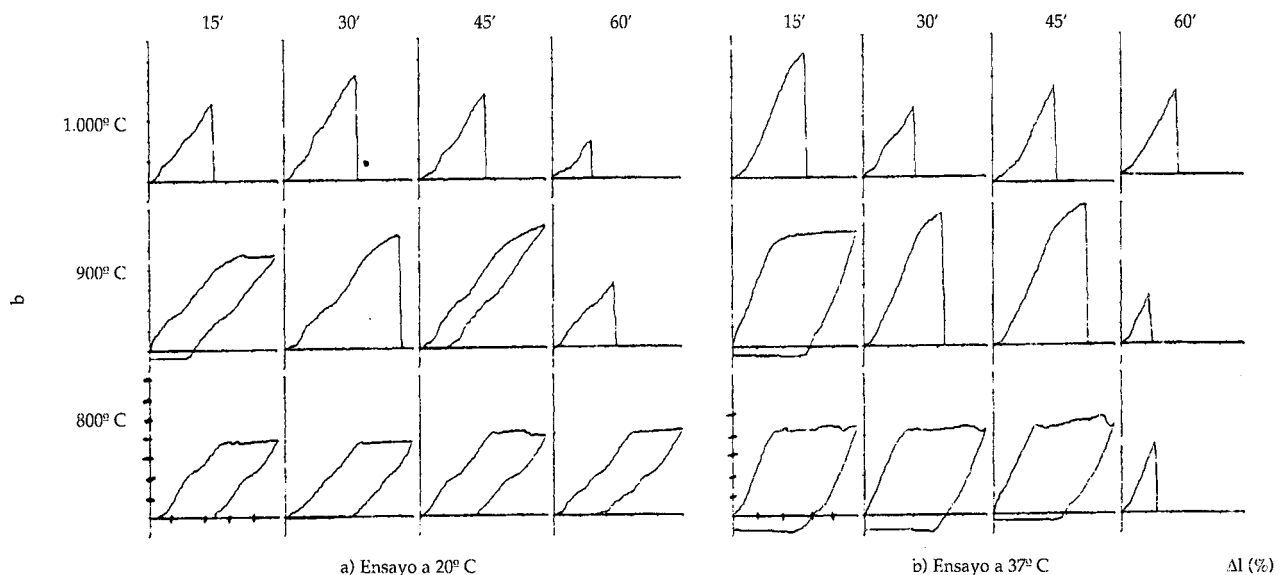 15' 30' 45' 60' 15' 30' 45' 60'
1.000º C
900º C
b
800º C
a) Ensayo a 20º C b) Ensayo a 37º C Δl (%)